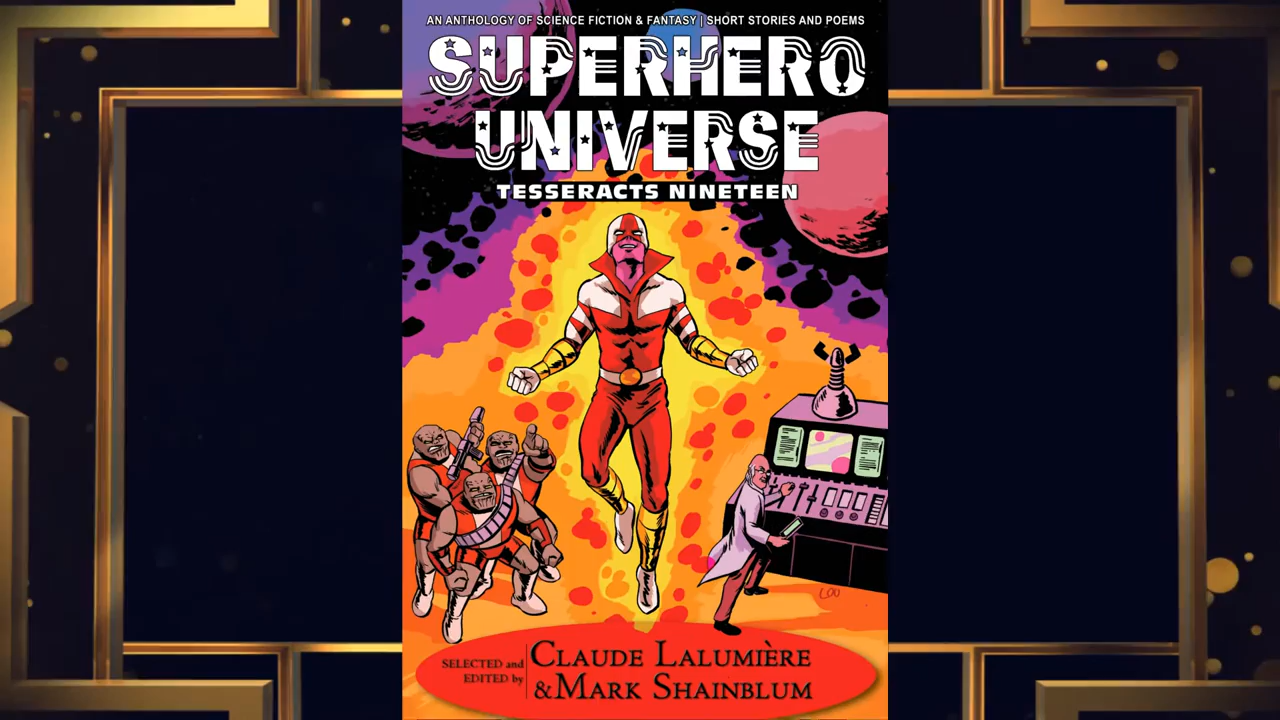 AN ANTHOLOGY OF SCIENCE FICTION & FANTASY | SHORT STORIES AND POEMS
SUPERHERO
UNIVERSE
TESSERACTS NINETEEN
LOU
SELECTED and
EDITED by
CLAUDE LALUMIÈRE
& MARK SHAINBLUM